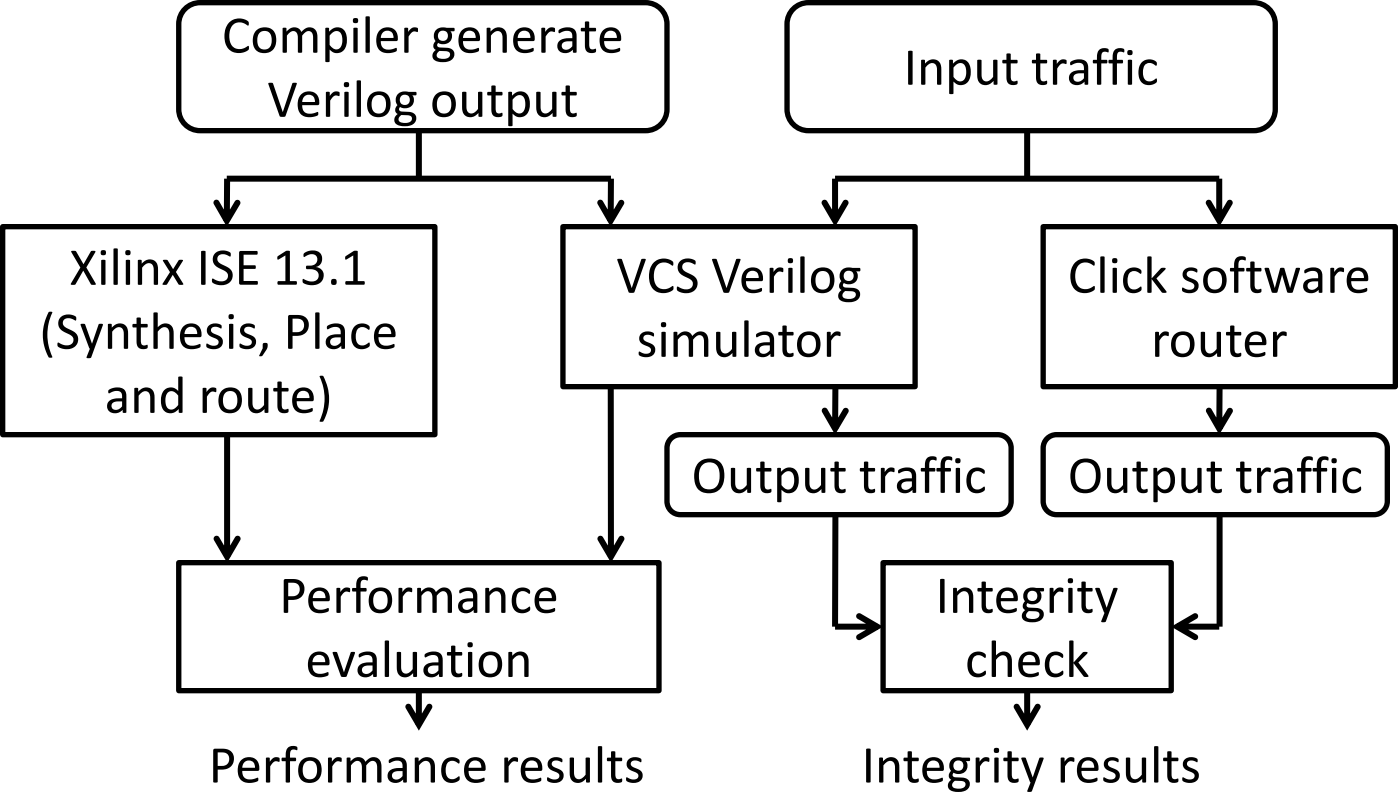 Compiler generate
Verilog output
Input traffic
Xilinx ISE 13.1
(Synthesis, Place
and route)
VCS Verilog
simulator
Click software
router
Output traffic
Output traffic
Performance
evaluation
Integrity
check
Performance results
Integrity results